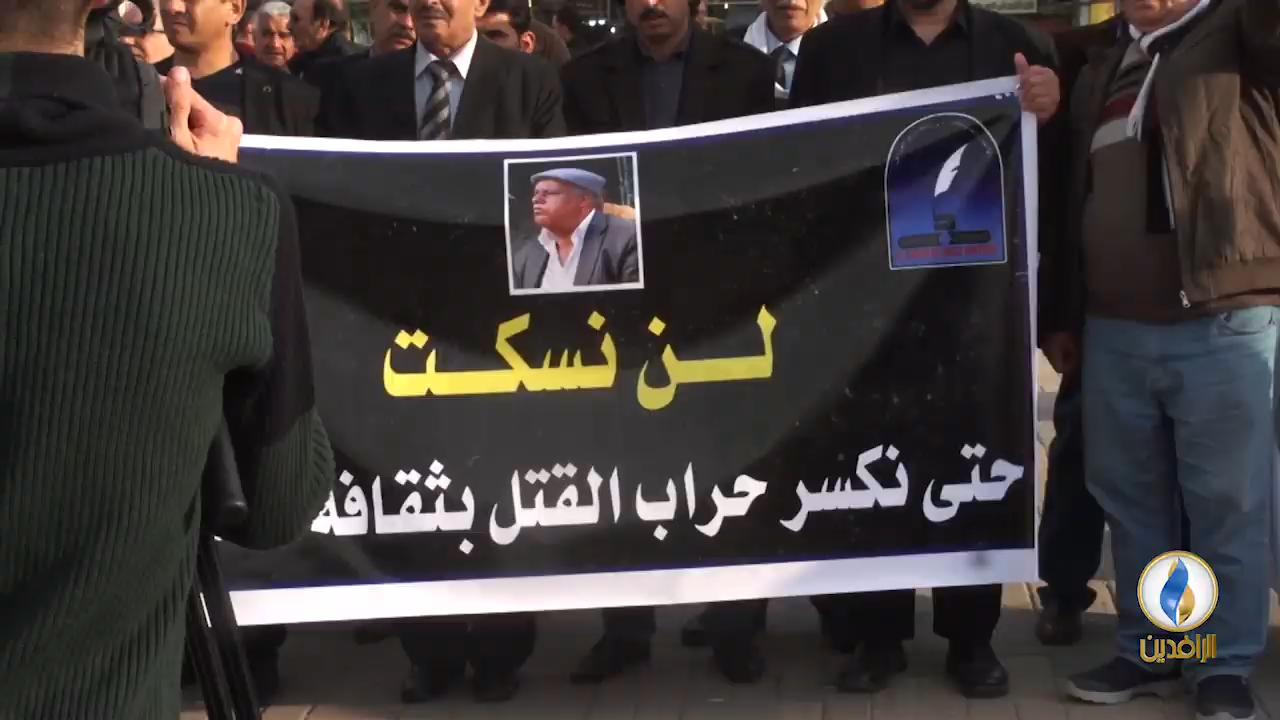 لن نسكت
حتى نكسر حراب القتل بثقافة
الرافدين